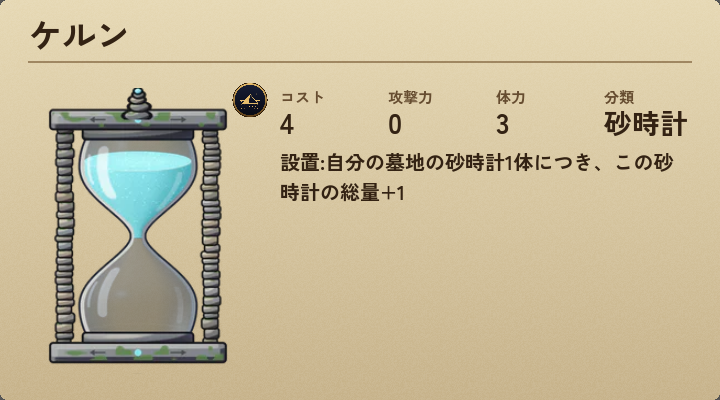 ケルン
コスト 攻撃力 体力 分類
4 0 3 砂時計
設置:自分の墓地の砂時計1体につき、この砂
時計の総量+1